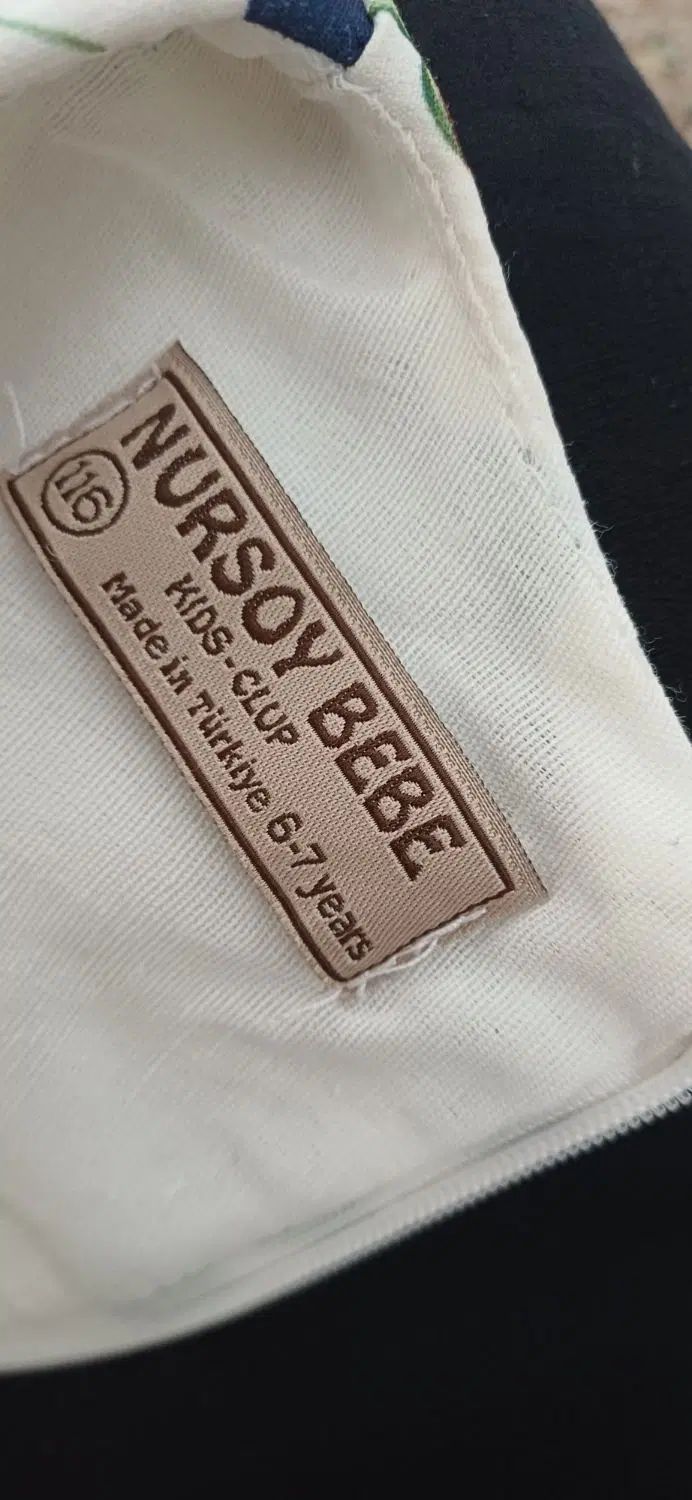 116
NURSOY BEBE
KIDS-CLUP
Made in Türkiye 6-7 years